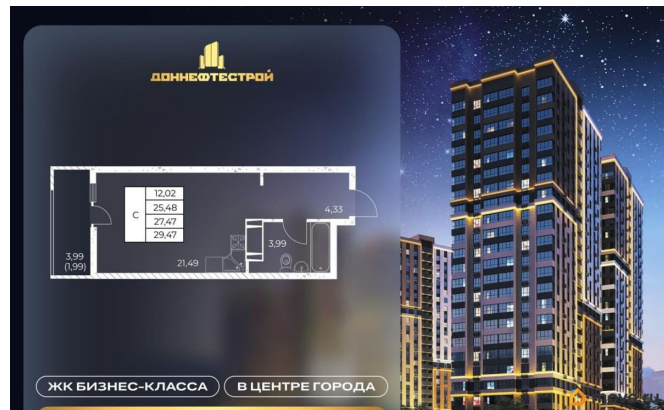 ДОННЕФТЕСТРОЙ
С
12,02
25,48
27,47
29,47
4,33
3,99
(1,99)
21,49
3,99
ЖК БИЗНЕС-КЛАССА
В ЦЕНТРЕ ГОРОДА